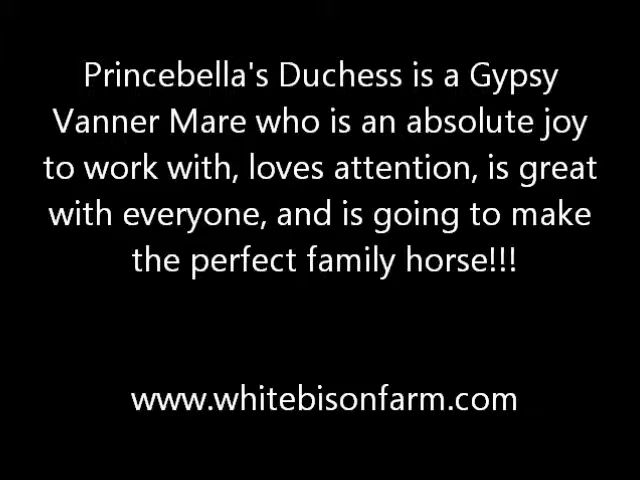 Princebella's Duchess is a Gypsy
Vanner Mare who is an absolute joy
to work with, loves attention, is great
with everyone, and is going to make
the perfect family horse!!!
www.whitebisonfarm.com